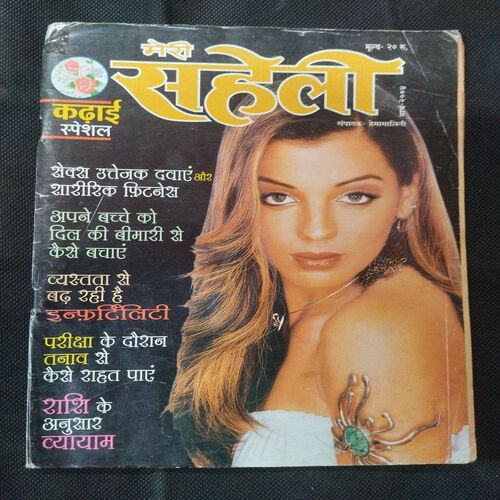 मेरी
सहेली
मूल्य- २० रु.
संपादक- हेमामालिनी
कढ़ाई
स्पेशल
सेक्स उत्तेजक दवाएं और
शारीरिक फ़िटनेस
अपने बच्चे को
दिल की बीमारी से
कैसे बचाएं
व्यस्तता से
बढ़ रही है
इन्फ़र्टिलिटी
परीक्षा के दौरान
तनाव से
कैसे राहत पाएं
राशि के
अनुसार
व्यायाम